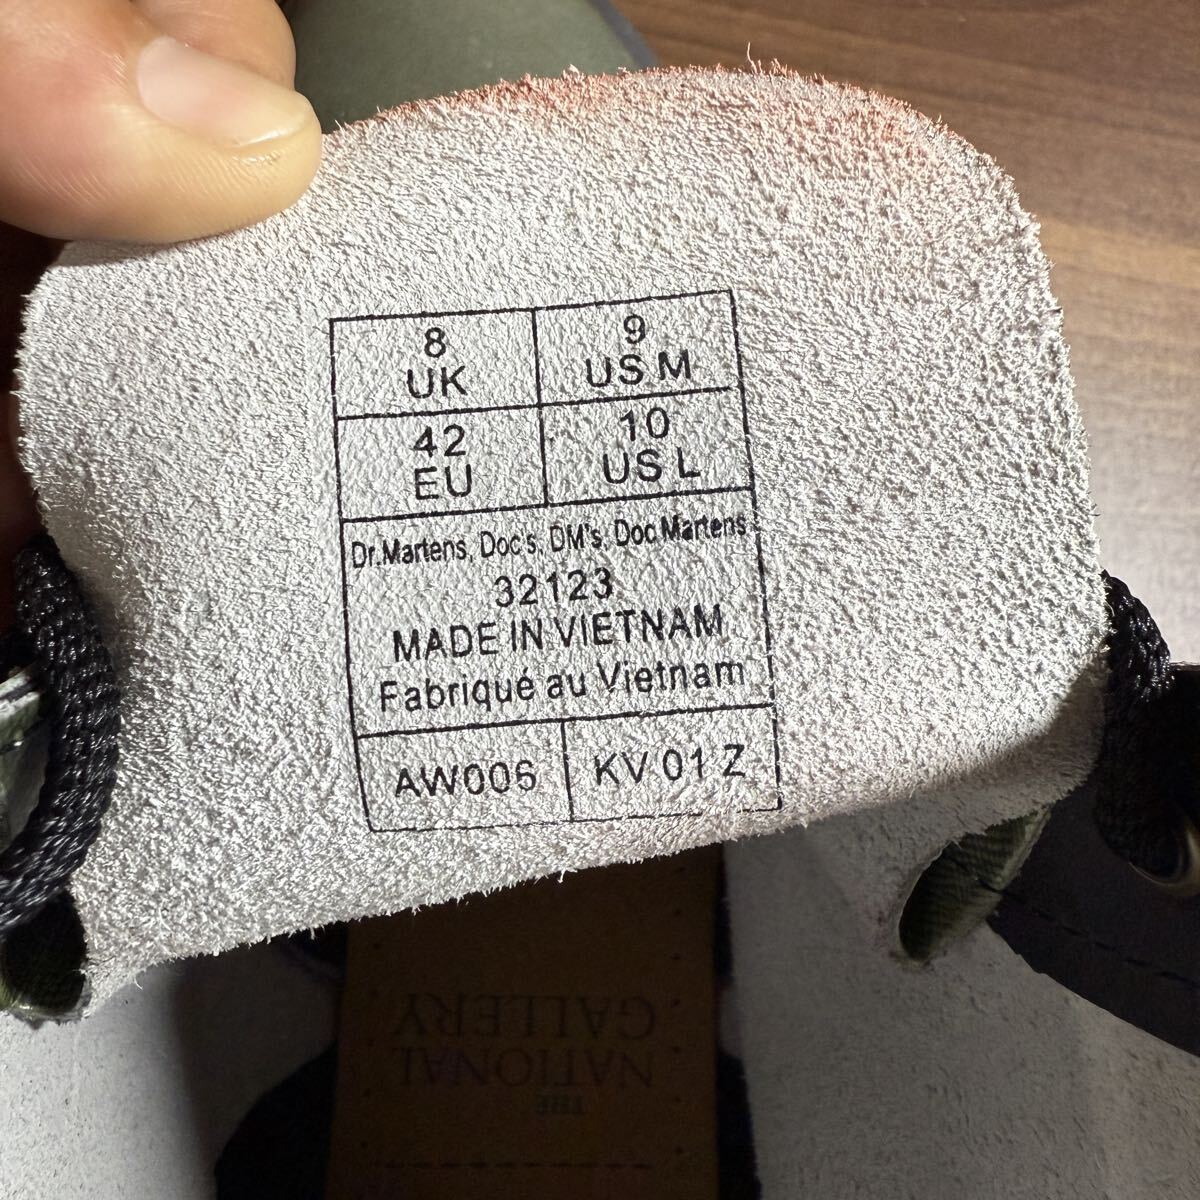 8
UK
9
US M
42
EU
10
US L
Dr.Martens, Doc's, DM's, Doc Martens
32123
MADE IN VIETNAM
Fabriqué au Vietnam
AW006
KV 01 Z
THE
NATIONAL
GALLERY